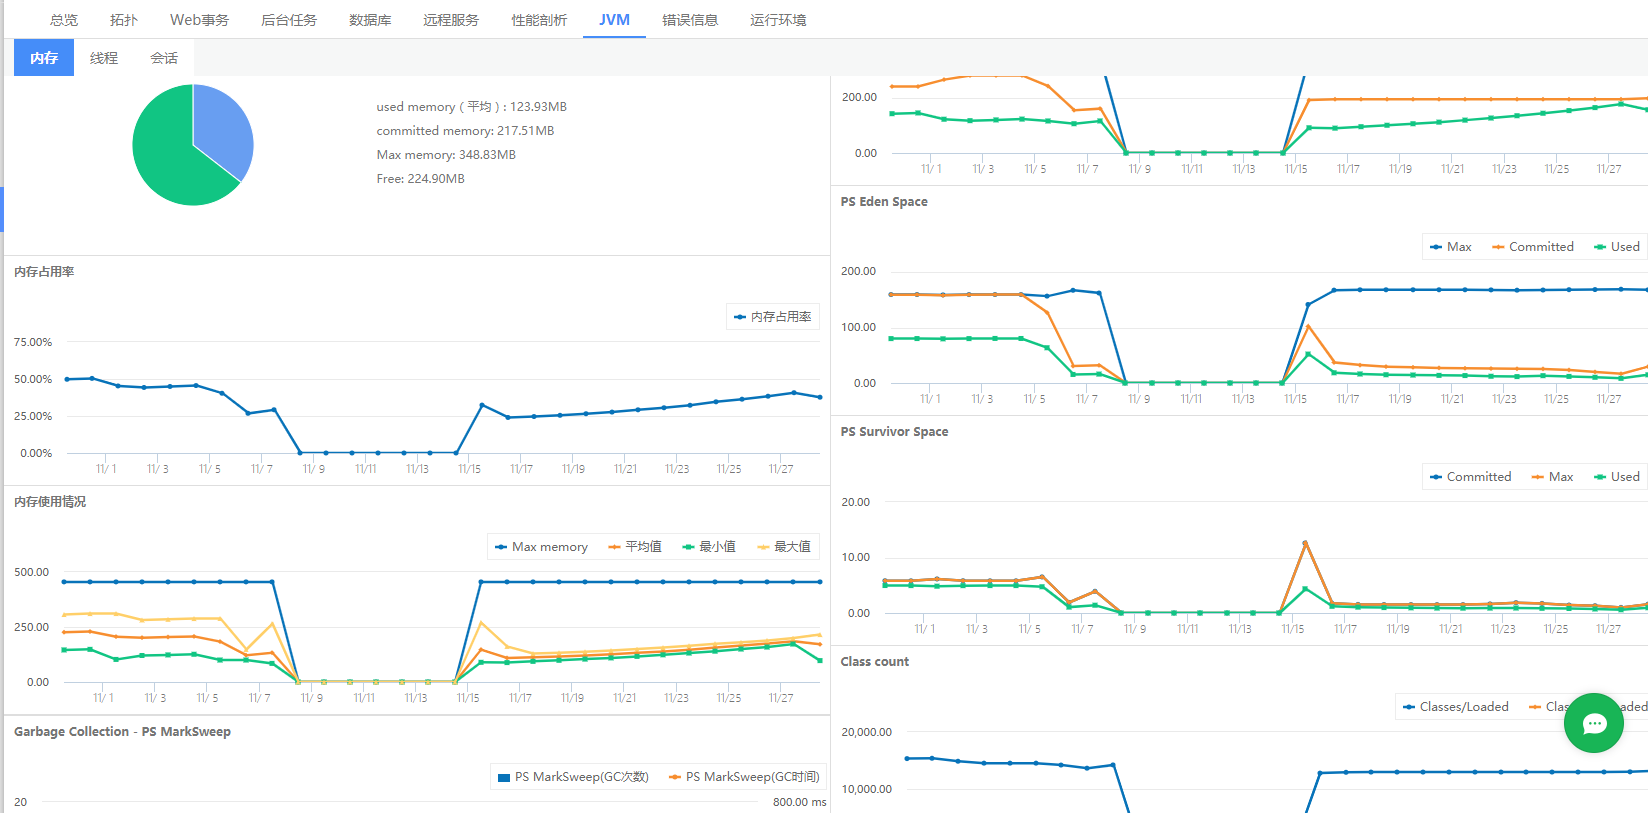 总览 拓扑 Web事务 后台任务 数据库 远程服务 性能剖析 JVM 错误信息 运行环境
内存 线程 会话
used memory ( 平均 ) : 123.93MB
committed memory: 217.51MB
Max memory: 348.83MB
Free: 224.90MB
内存占用率
内存占用率
75.00%
50.00%
25.00%
0.00%
11/ 1 11/ 3 11/ 5 11/ 7 11/ 9 11/11 11/13 11/15 11/17 11/19 11/21 11/23 11/25 11/27
内存使用情况
Max memory 平均值 最小值 最大值
500.00
250.00
0.00
11/ 1 11/ 3 11/ 5 11/ 7 11/ 9 11/11 11/13 11/15 11/17 11/19 11/21 11/23 11/25 11/27
Garbage Collection - PS MarkSweep
PS MarkSweep(GC次数) PS MarkSweep(GC时间)
20 800.00 ms
200.00
0.00
11/ 1 11/ 3 11/ 5 11/ 7 11/ 9 11/11 11/13 11/15 11/17 11/19 11/21 11/23 11/25 11/27
PS Eden Space
Max Committed Used
200.00
100.00
0.00
11/ 1 11/ 3 11/ 5 11/ 7 11/ 9 11/11 11/13 11/15 11/17 11/19 11/21 11/23 11/25 11/27
PS Survivor Space
Committed Max Used
20.00
10.00
0.00
11/ 1 11/ 3 11/ 5 11/ 7 11/ 9 11/11 11/13 11/15 11/17 11/19 11/21 11/23 11/25 11/27
Class count
Classes/Loaded
20,000.00
10,000.00